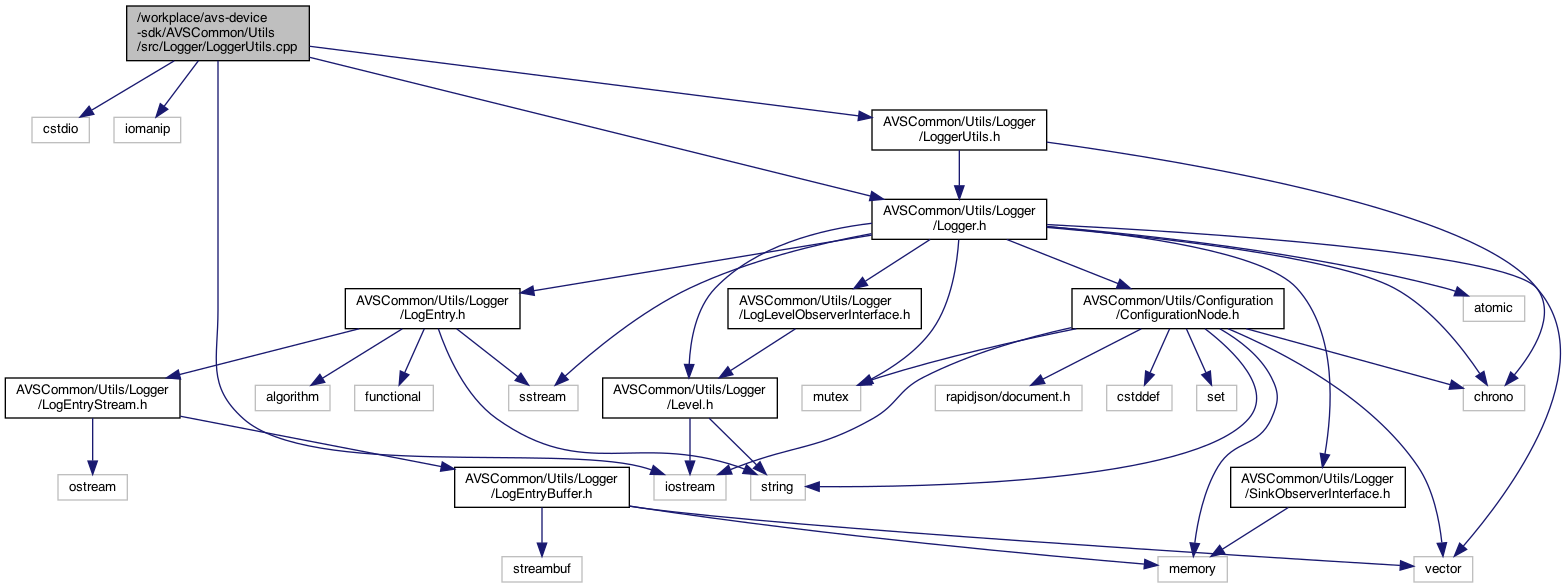 /workplace/avs-device
-sdk/AVSCommon/Utils
/src/Logger/LoggerUtils.cpp
cstdio
iomanip
AVSCommon/Utils/Logger
/LoggerUtils.h
AVSCommon/Utils/Logger
/Logger.h
AVSCommon/Utils/Logger
/LogEntry.h
AVSCommon/Utils/Logger
/LogLevelObserverInterface.h
AVSCommon/Utils/Configuration
/ConfigurationNode.h
atomic
AVSCommon/Utils/Logger
/LogEntryStream.h
algorithm
functional
sstream
AVSCommon/Utils/Logger
/Level.h
mutex
rapidjson/document.h
cstddef
set
chrono
ostream
AVSCommon/Utils/Logger
/LogEntryBuffer.h
iostream
string
AVSCommon/Utils/Logger
/SinkObserverInterface.h
streambuf
memory
vector